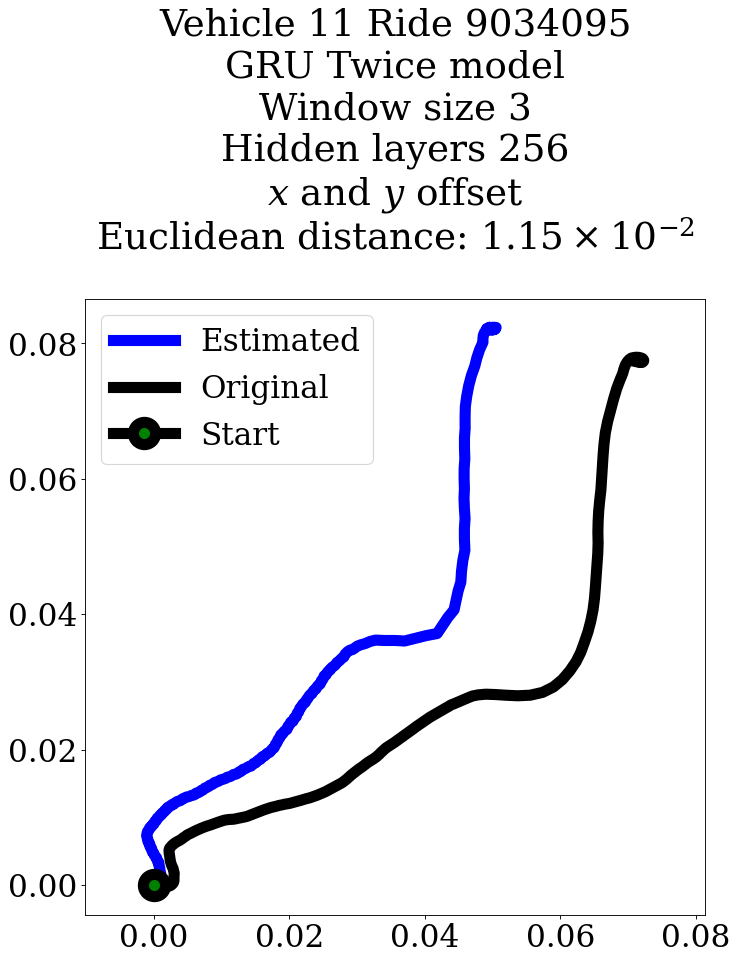 Vehicle 11 Ride 9034095
GRU Twice model
Window size 3
Hidden layers 256
x and y offset
Euclidean distance: 1.15 × 10⁻²
Estimated
Original
Start
0.08
0.06
0.04
0.02
0.00
0.00 0.02 0.04 0.06 0.08